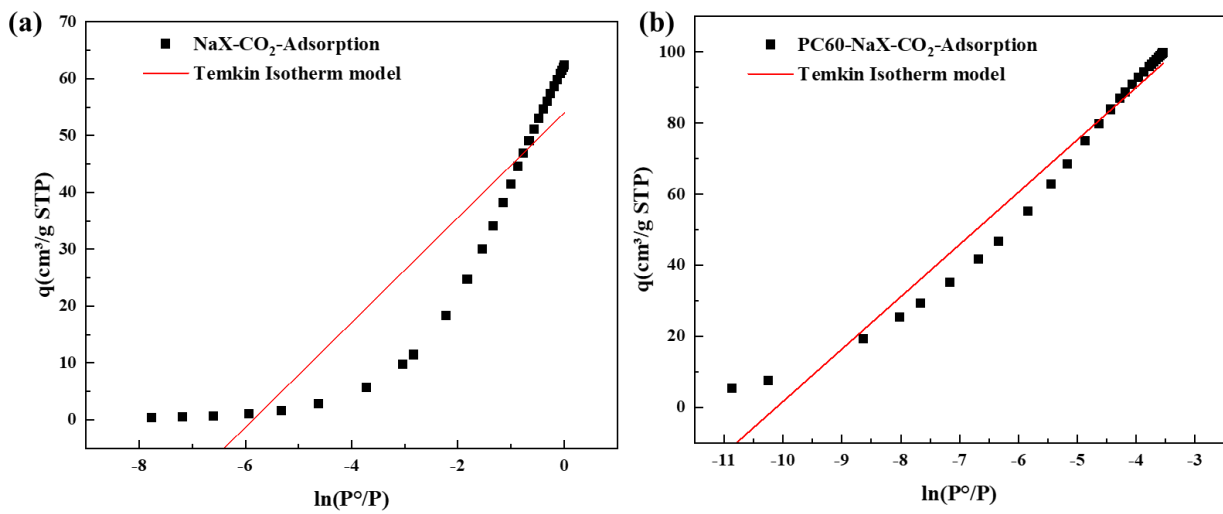 (a)
NaX-CO₂-Adsorption
Temkin Isotherm model
q(cm³/g STP)
70
60
50
40
30
20
10
0
-8
-6
-4
-2
0
ln(P°/P)
(b)
PC60-NaX-CO₂-Adsorption
Temkin Isotherm model
q(cm³/g STP)
100
80
60
40
20
0
-11
-10
-9
-8
-7
-6
-5
-4
-3
ln(P°/P)